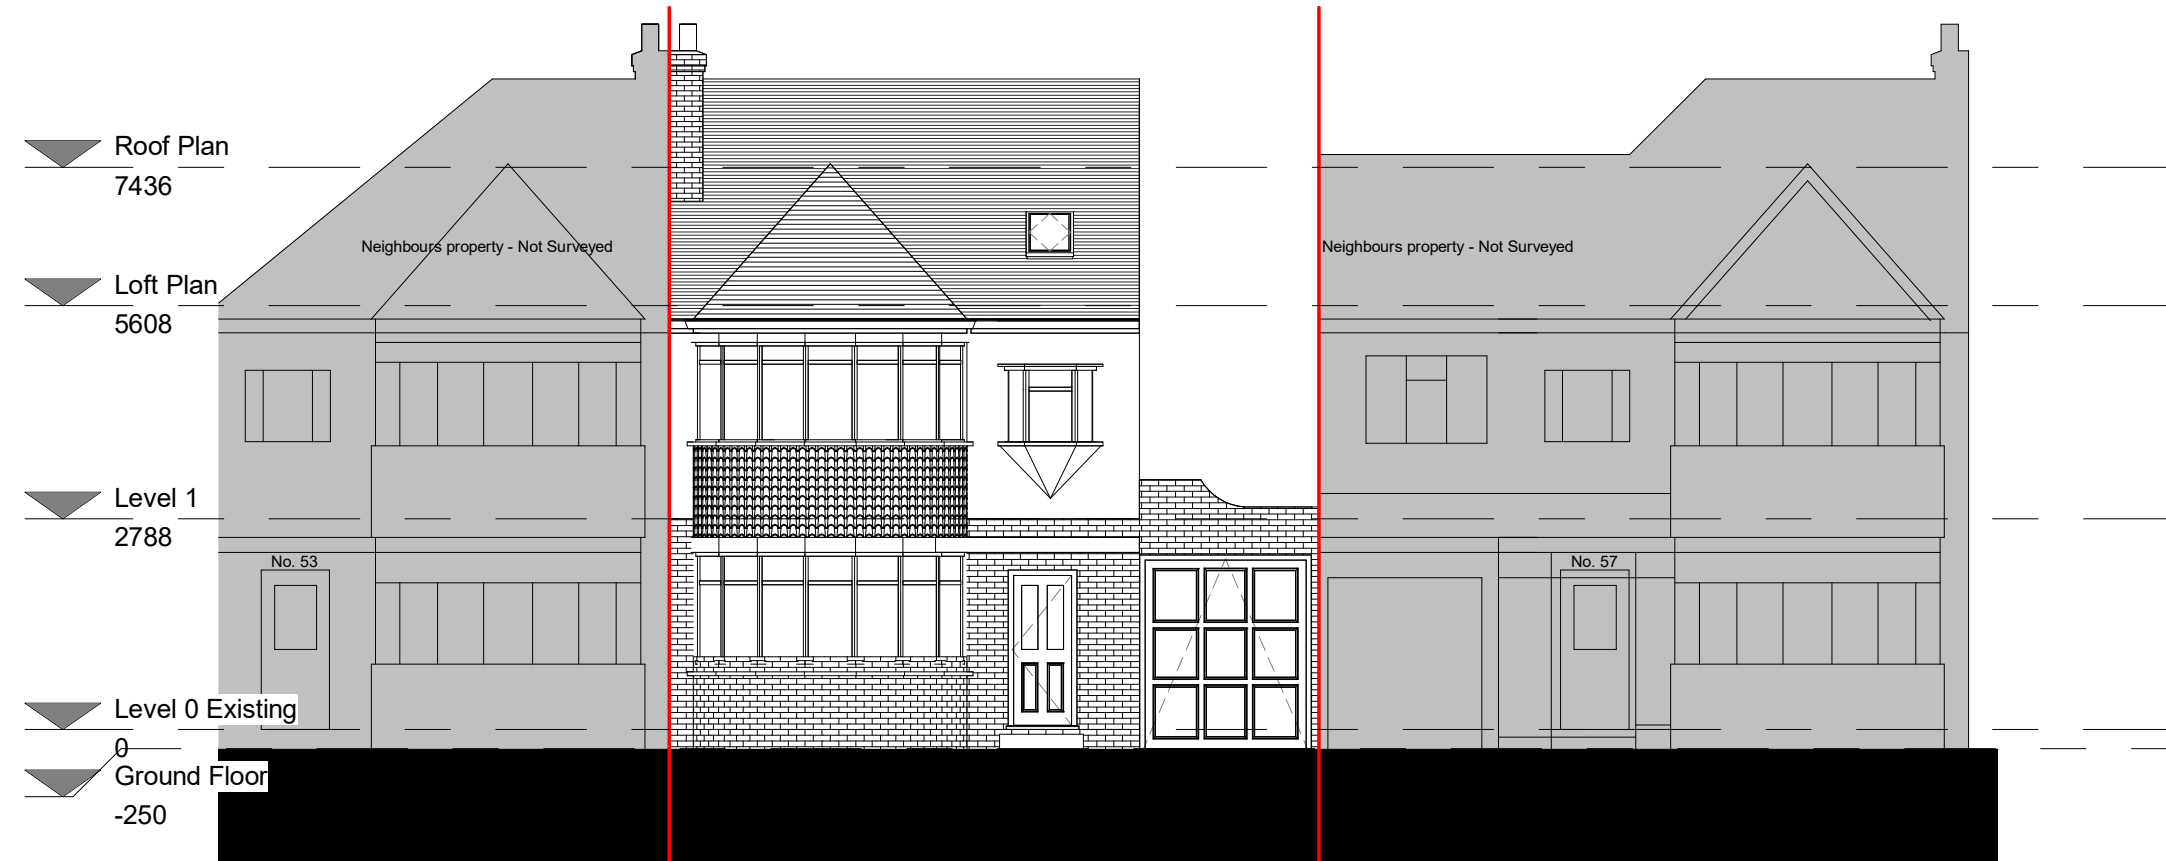 Roof Plan
7436
Neighbours property - Not Surveyed
Neighbours property - Not Surveyed
Loft Plan
5608
Level 1
2788
No. 53
No. 57
Level 0 Existing
0
Ground Floor
-250